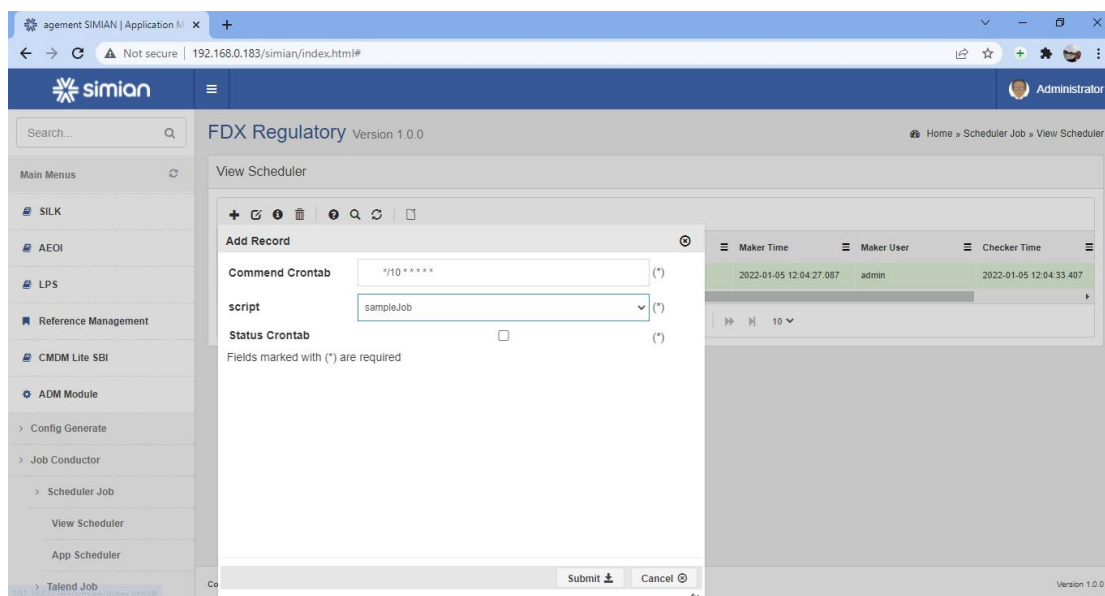 agement SIMIAN | Application M
Not secure | 192.168.0.183/simian/index.html#
simian
Administrator
Search...
FDX Regulatory Version 1.0.0
Home » Scheduler Job » View Scheduler
Main Menus
View Scheduler
SILK
AEOI
LPS
Reference Management
CMDM Lite SBI
ADM Module
Config Generate
Job Conductor
Scheduler Job
View Scheduler
App Scheduler
Talend Job
Add Record
Commend Crontab */10 * * * * * (*)
script sampleJob (*)
Status Crontab (*)
Fields marked with (*) are required
Submit Cancel
Maker Time Maker User Checker Time
2022-01-05 12:04:27.087 admin 2022-01-05 12:04:33.407
10
Co
Version 1.0.0